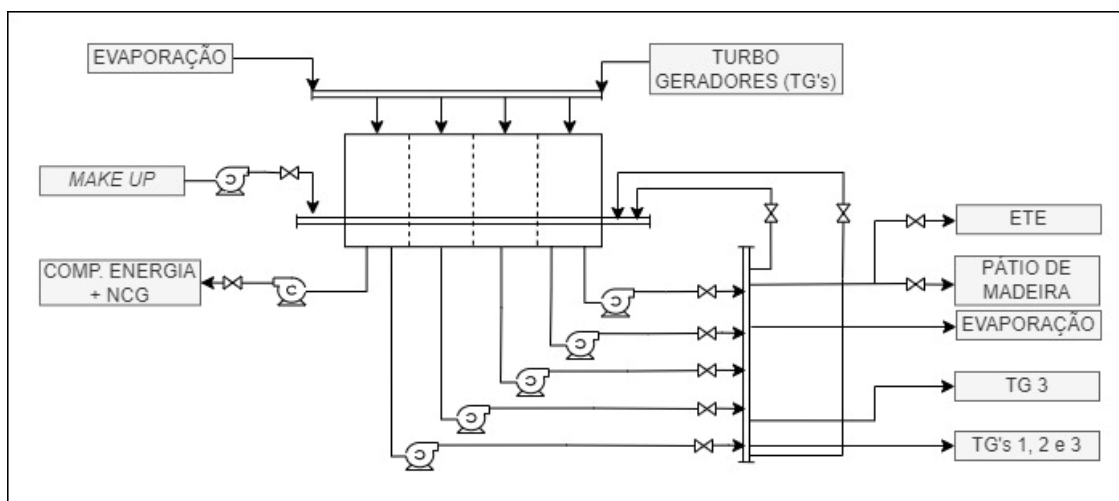 EVAPORAÇÃO
TURBO
GERADORES (TG's)
MAKE UP
COMP. ENERGIA
+ NCG
ETE
PÁTIO DE
MADEIRA
EVAPORAÇÃO
TG 3
TG's 1, 2 e 3